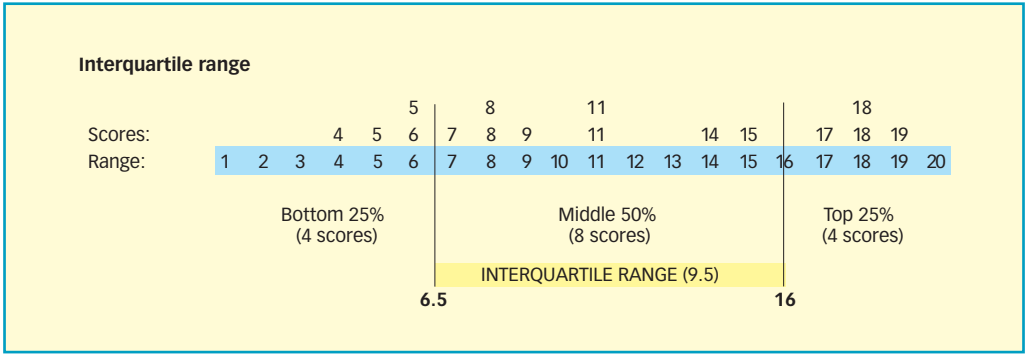 Interquartile range
5 8 11 18
Scores: 4 5 6 7 8 9 11 14 15 17 18 19
Range: 1 2 3 4 5 6 7 8 9 10 11 12 13 14 15 16 17 18 19 20
Bottom 25% Middle 50% Top 25%
(4 scores) (8 scores) (4 scores)
INTERQUARTILE RANGE (9.5)
6.5 16